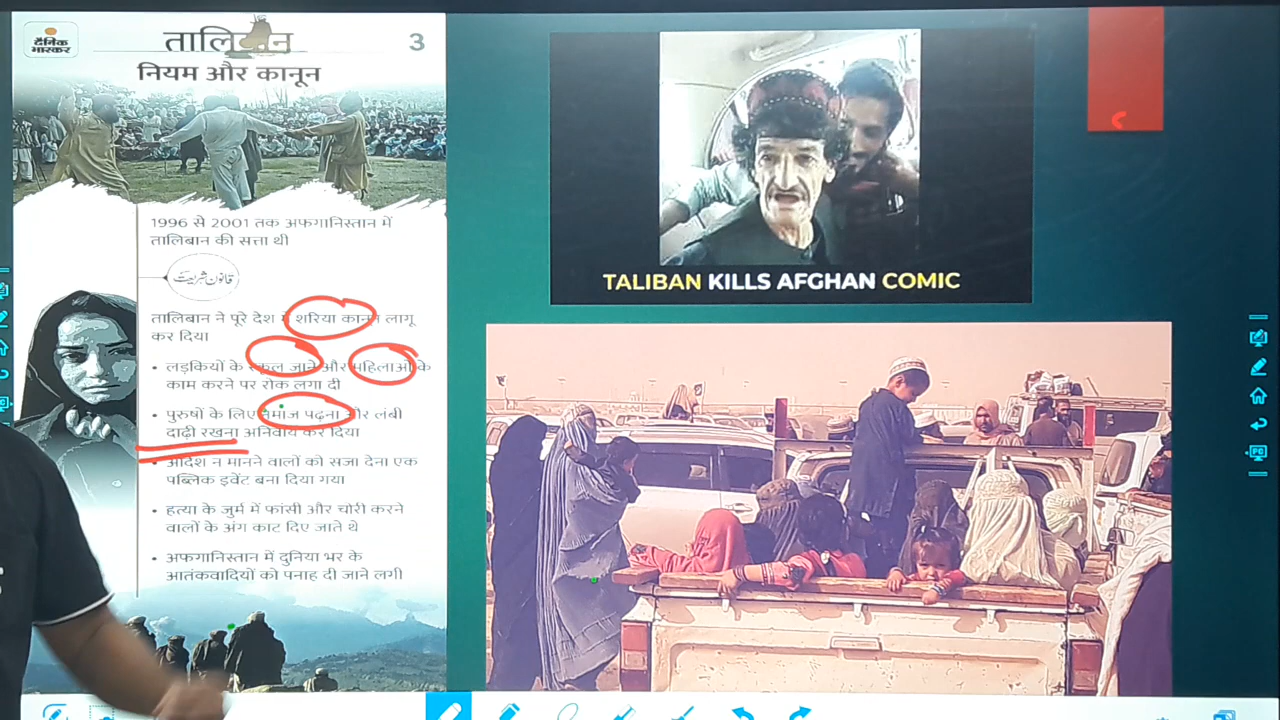 दैनिक
भास्कर
तालिबान
3
नियम और कानून
1996 से 2001 तक अफगानिस्तान में
तालिबान की सत्ता थी
قانون شریعت
तालिबान ने पूरे देश में शरिया कानून लागू
कर दिया
• लड़कियों के स्कूल जाने और महिलाओं के
काम करने पर रोक लगा दी
• पुरुषों के लिए नमाज पढ़ना और लंबी
दाढ़ी रखना अनिवार्य कर दिया
• आदेश न मानने वालों को सजा देना एक
पब्लिक इवेंट बना दिया गया
• हत्या के जुर्म में फांसी और चोरी करने
वालों के अंग काट दिए जाते थे
• अफगानिस्तान में दुनिया भर के
आतंकवादियों को पनाह दी जाने लगी
TALIBAN KILLS AFGHAN COMIC